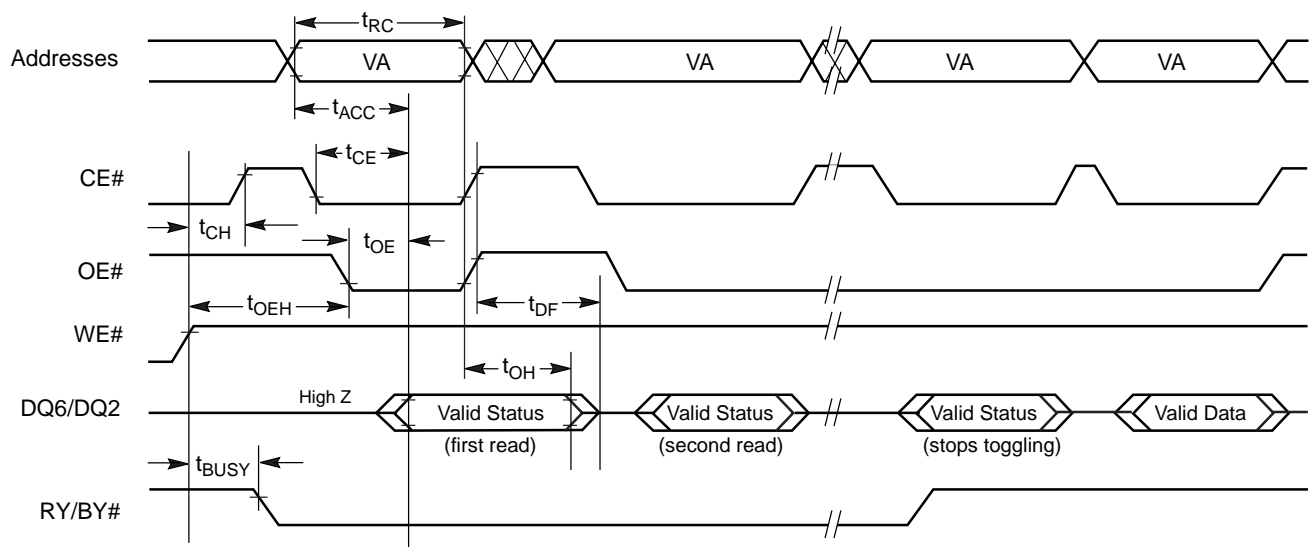 tRC
Addresses VA VA VA VA
tACC
tCE
CE#
tCH tOE
OE#
tOEH tDF
WE#
tOH
High Z
DQ6/DQ2 Valid Status Valid Status Valid Status Valid Data
(first read) (second read) (stops toggling)
tBUSY
RY/BY#